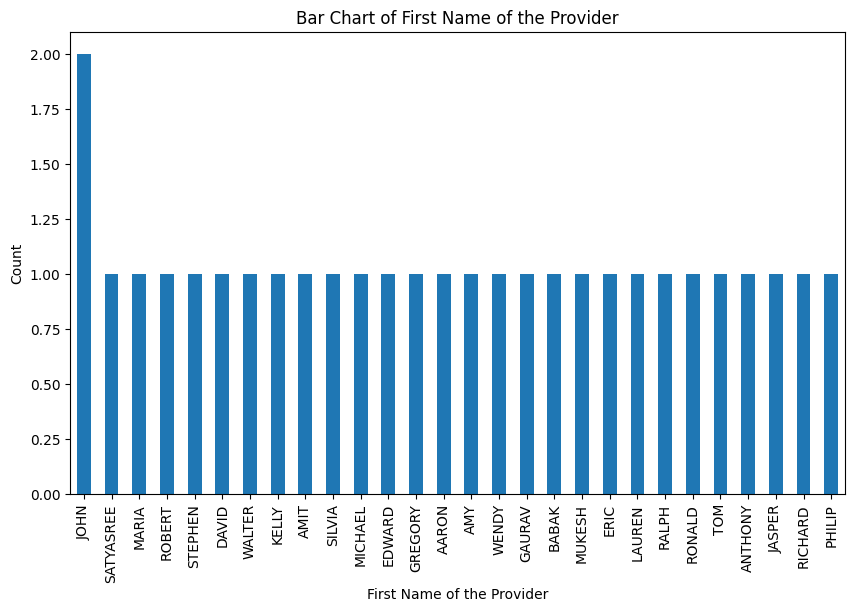 Bar Chart of First Name of the Provider
Count
2.00
1.75
1.50
1.25
1.00
0.75
0.50
0.25
0.00
JOHN
SATYASREE
MARIA
ROBERT
STEPHEN
DAVID
WALTER
KELLY
AMIT
SILVIA
MICHAEL
EDWARD
GREGORY
AARON
AMY
WENDY
GAURAV
BABAK
MUKESH
ERIC
LAUREN
RALPH
RONALD
TOM
ANTHONY
JASPER
RICHARD
PHILIP
First Name of the Provider